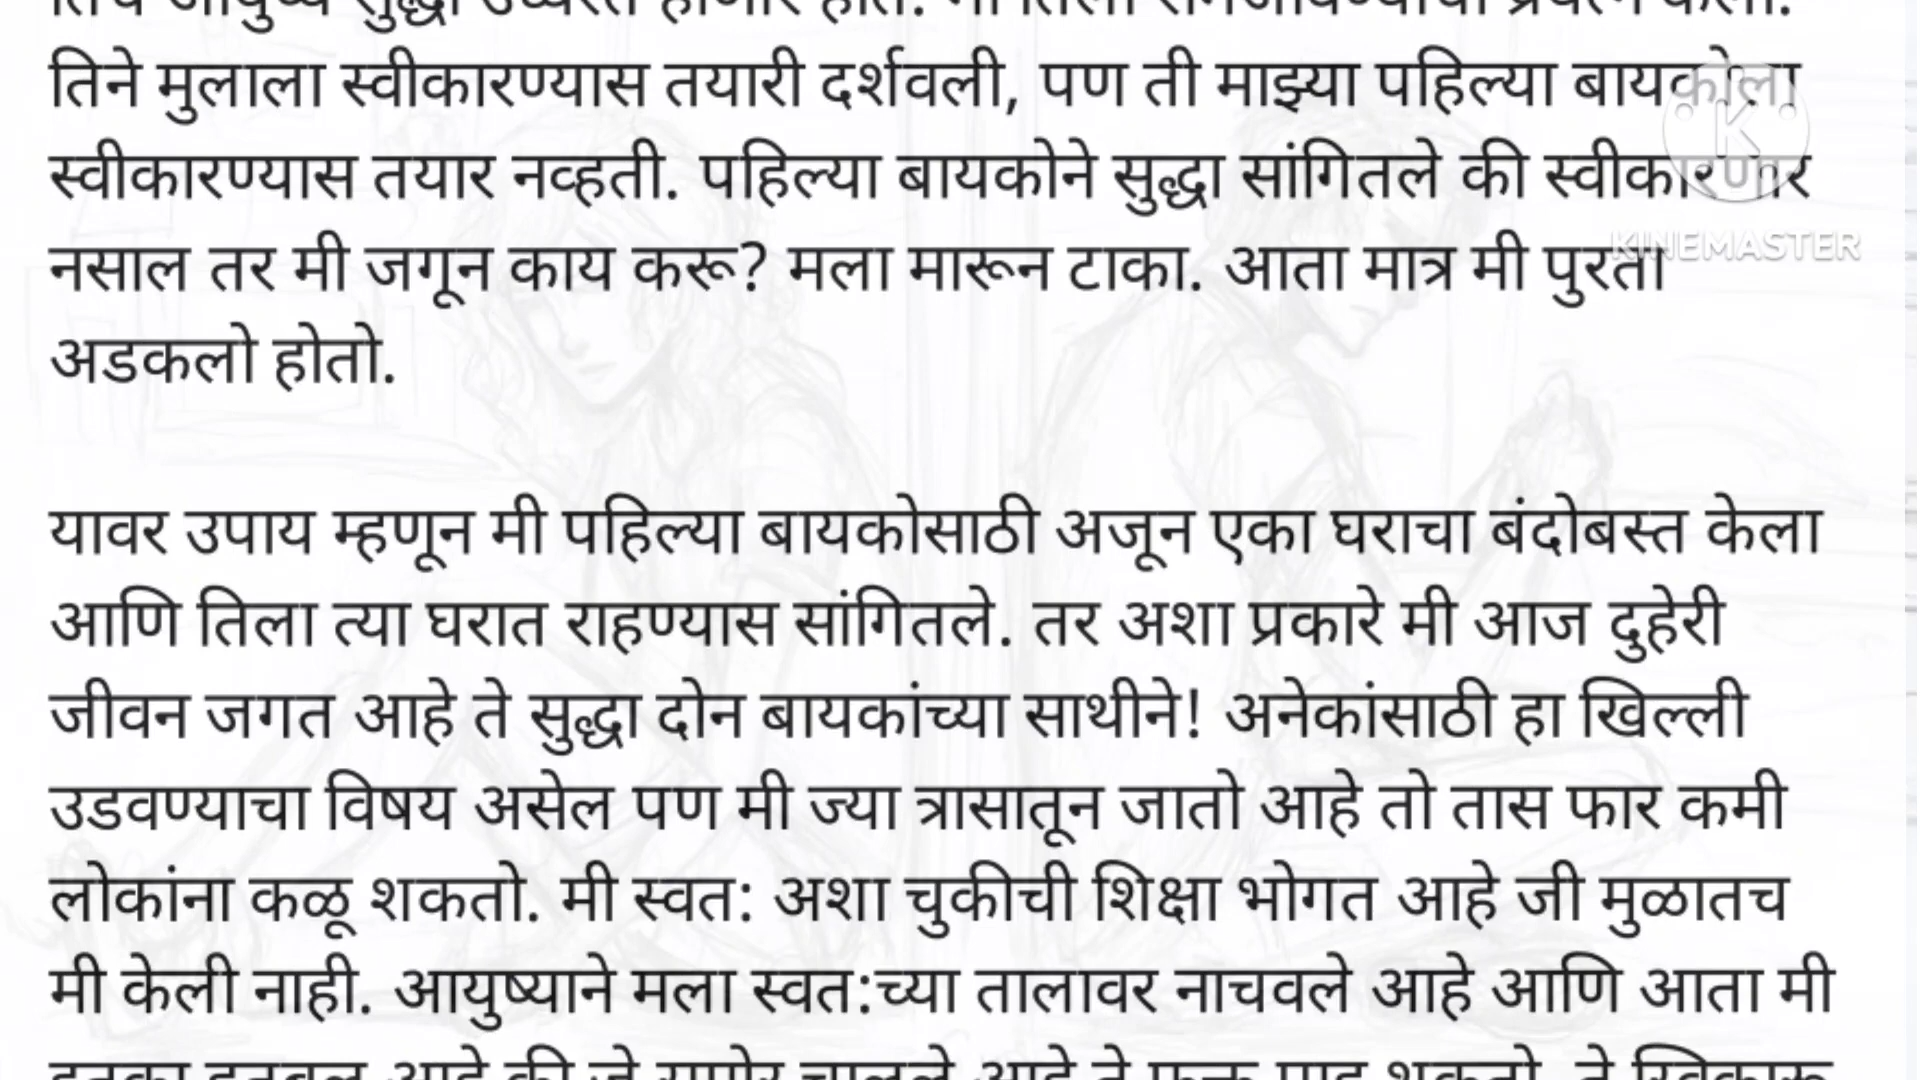 तिने मुलाला स्वीकारण्यास तयारी दर्शवली, पण ती माझ्या पहिल्या बायकोला
स्वीकारण्यास तयार नव्हती. पहिल्या बायकोने सुद्धा सांगितले की स्वीकारणार
नसाल तर मी जगून काय करू? मला मारून टाका. आता मात्र मी पुरता
अडकलो होतो.
यावर उपाय म्हणून मी पहिल्या बायकोसाठी अजून एका घराचा बंदोबस्त केला
आणि तिला त्या घरात राहण्यास सांगितले. तर अशा प्रकारे मी आज दुहेरी
जीवन जगत आहे ते सुद्धा दोन बायकांच्या साथीने! अनेकांसाठी हा खिल्ली
उडवण्याचा विषय असेल पण मी ज्या त्रासातून जातो आहे तो तास फार कमी
लोकांना कळू शकतो. मी स्वत: अशा चुकीची शिक्षा भोगत आहे जी मुळातच
मी केली नाही. आयुष्याने मला स्वत:च्या तालावर नाचवले आहे आणि आता मी
K
KINEMASTER